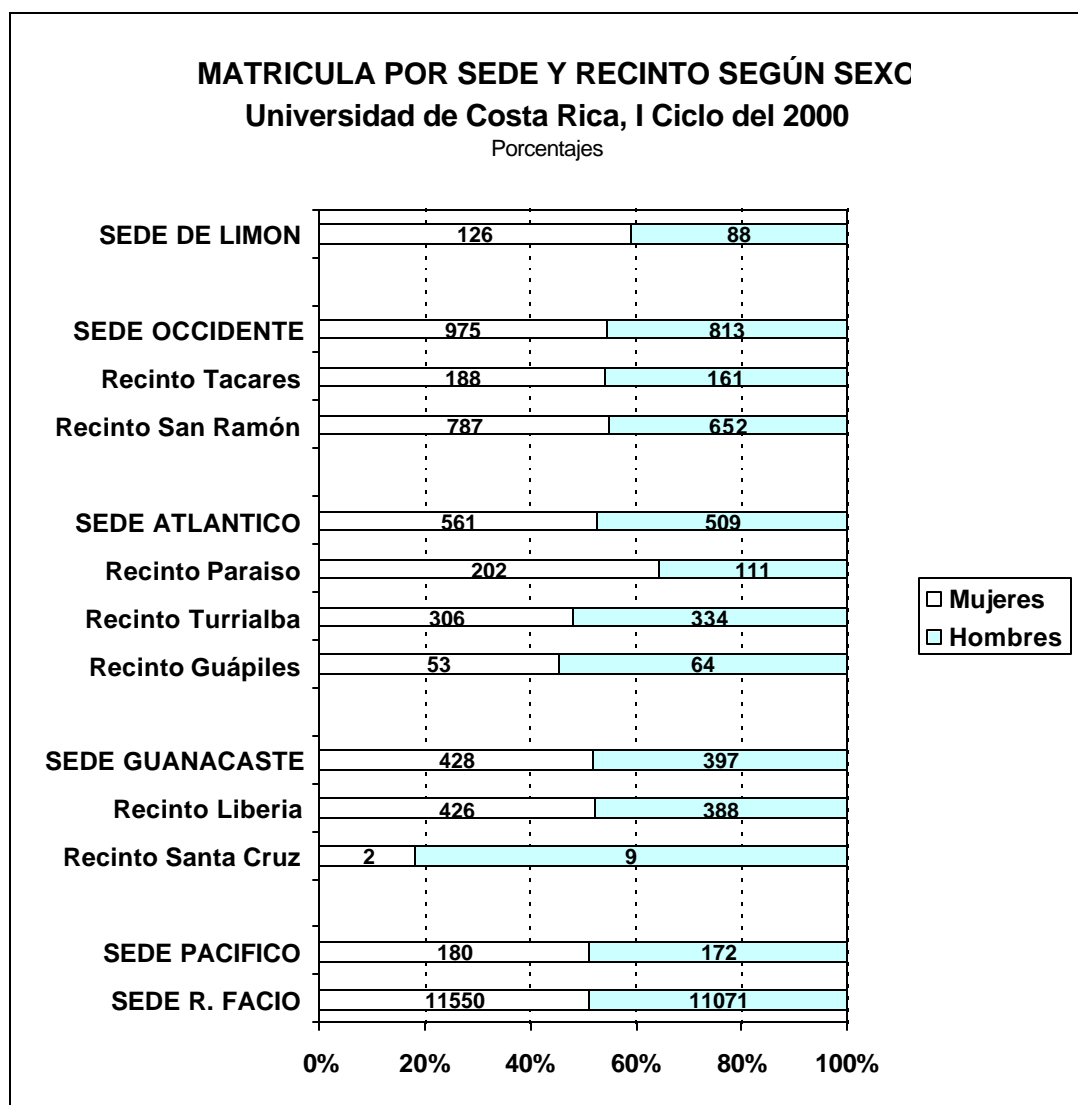 MATRICULA POR SEDE Y RECINTO SEGÚN SEXO
Universidad de Costa Rica, I Ciclo del 2000
Porcentajes
SEDE DE LIMON 126 88
SEDE OCCIDENTE 975 813
Recinto Tacares 188 161
Recinto San Ramón 787 652
SEDE ATLANTICO 561 509
Recinto Paraiso 202 111
Recinto Turrialba 306 334
Recinto Guápiles 53 64
SEDE GUANACASTE 428 397
Recinto Liberia 426 388
Recinto Santa Cruz 2 9
SEDE PACIFICO 180 172
SEDE R. FACIO 11550 11071
0% 20% 40% 60% 80% 100%
Mujeres
Hombres